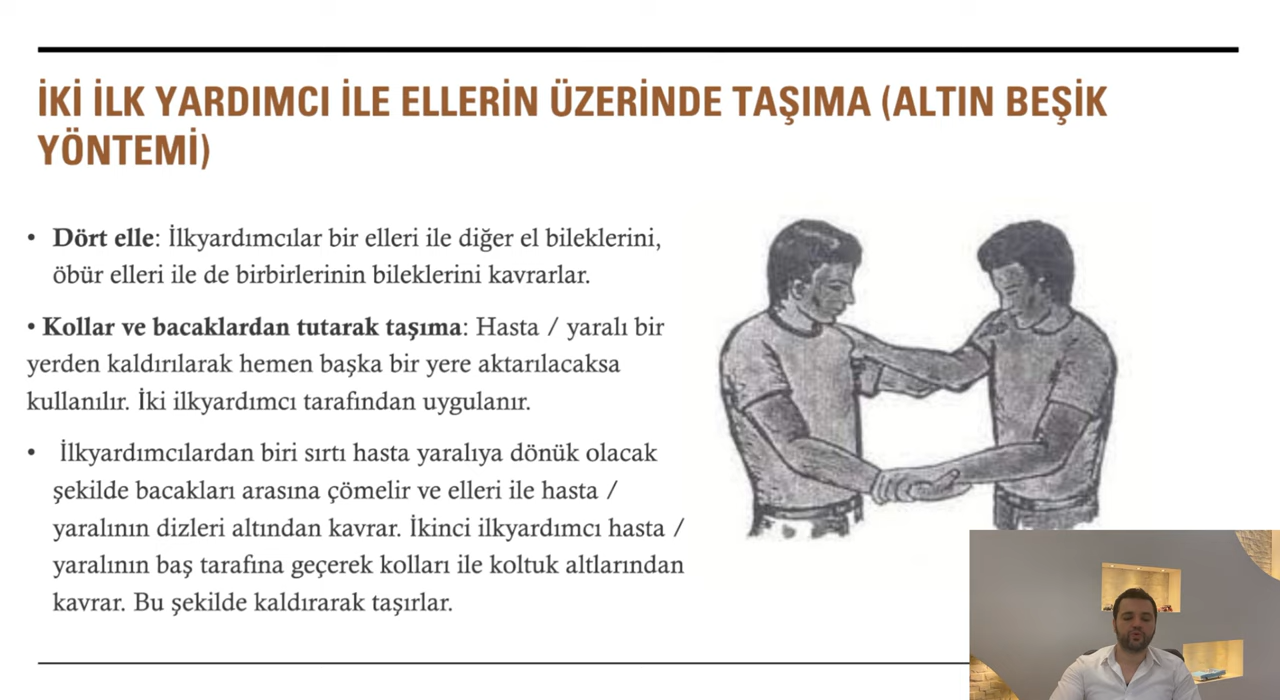 İKİ İLK YARDIMCI İLE ELLERİN ÜZERİNDE TAŞIMA (ALTIN BEŞİK
YÖNTEMİ)
• Dört elle: İlkyardımcılar bir elleri ile diğer el bileklerini,
öbür elleri ile de birbirlerinin bileklerini kavrarlar.
• Kollar ve bacaklardan tutarak taşıma: Hasta / yaralı bir
yerden kaldırılarak hemen başka bir yere aktarılacaksa
kullanılır. İki ilkyardımcı tarafından uygulanır.
• İlkyardımcılardan biri sırtı hasta yaralıya dönük olacak
şekilde bacakları arasına çömelir ve elleri ile hasta /
yaralının dizleri altından kavrar. İkinci ilkyardımcı hasta /
yaralının baş tarafına geçerek kolları ile koltuk altlarından
kavrar. Bu şekilde kaldırarak taşırlar.